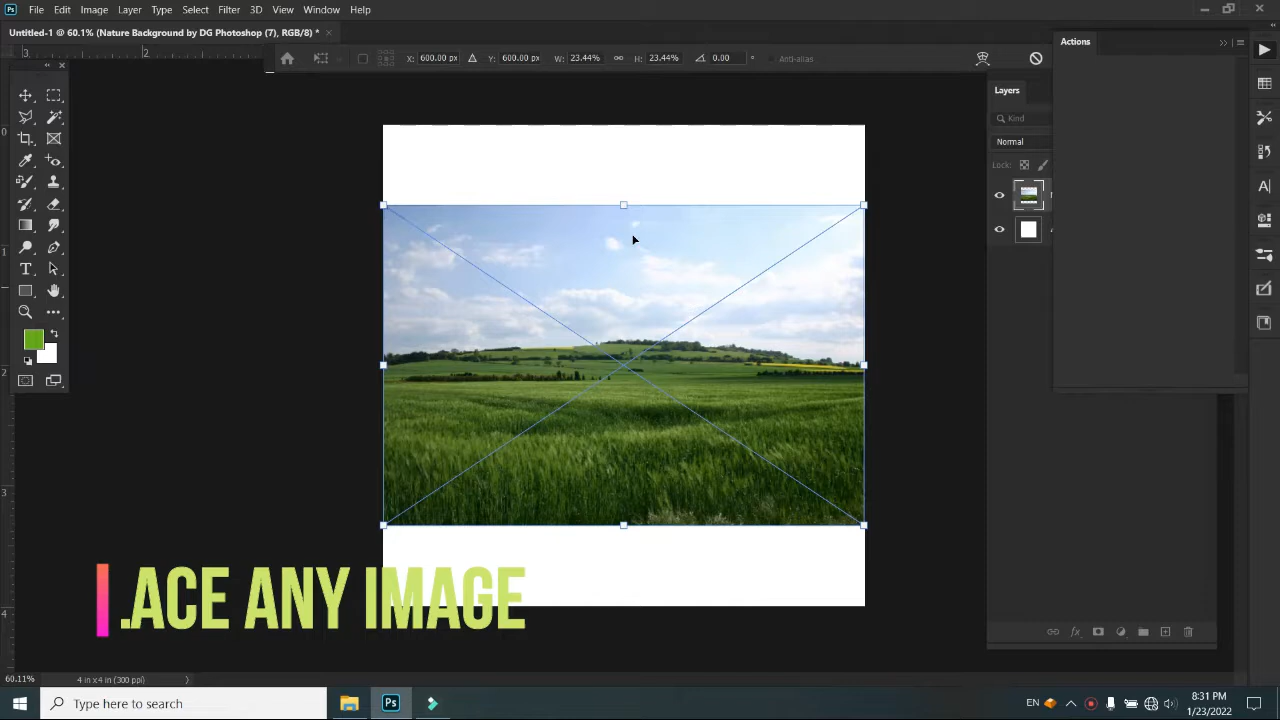 File Edit Image Layer Type Select Filter 3D View Window Help
Untitled-1 @ 60.1% (Nature Background by DG Photoshop (7), RGB/8) * ×
X: 600.00 px Y: 600.00 px W: 23.44% H: 23.44% 0.00 ° Anti-alias
Actions
Layers
Kind
Normal
Lock:
.ACE ANY IMAGE
60.11% 4 in x 4 in (300 ppi)
Type here to search
Ps
EN
8:31 PM
1/23/2022